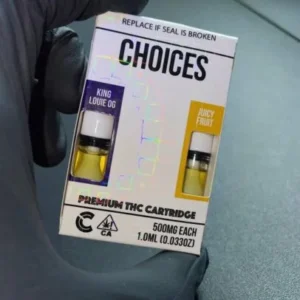 REPLACE IF SEAL IS BROKEN
CHOICES
KING
LOUIE OG
JUICY
FRUIT
PREMIUM THC CARTRIDGE
CA
500MG EACH
1.0ML (0.033OZ)